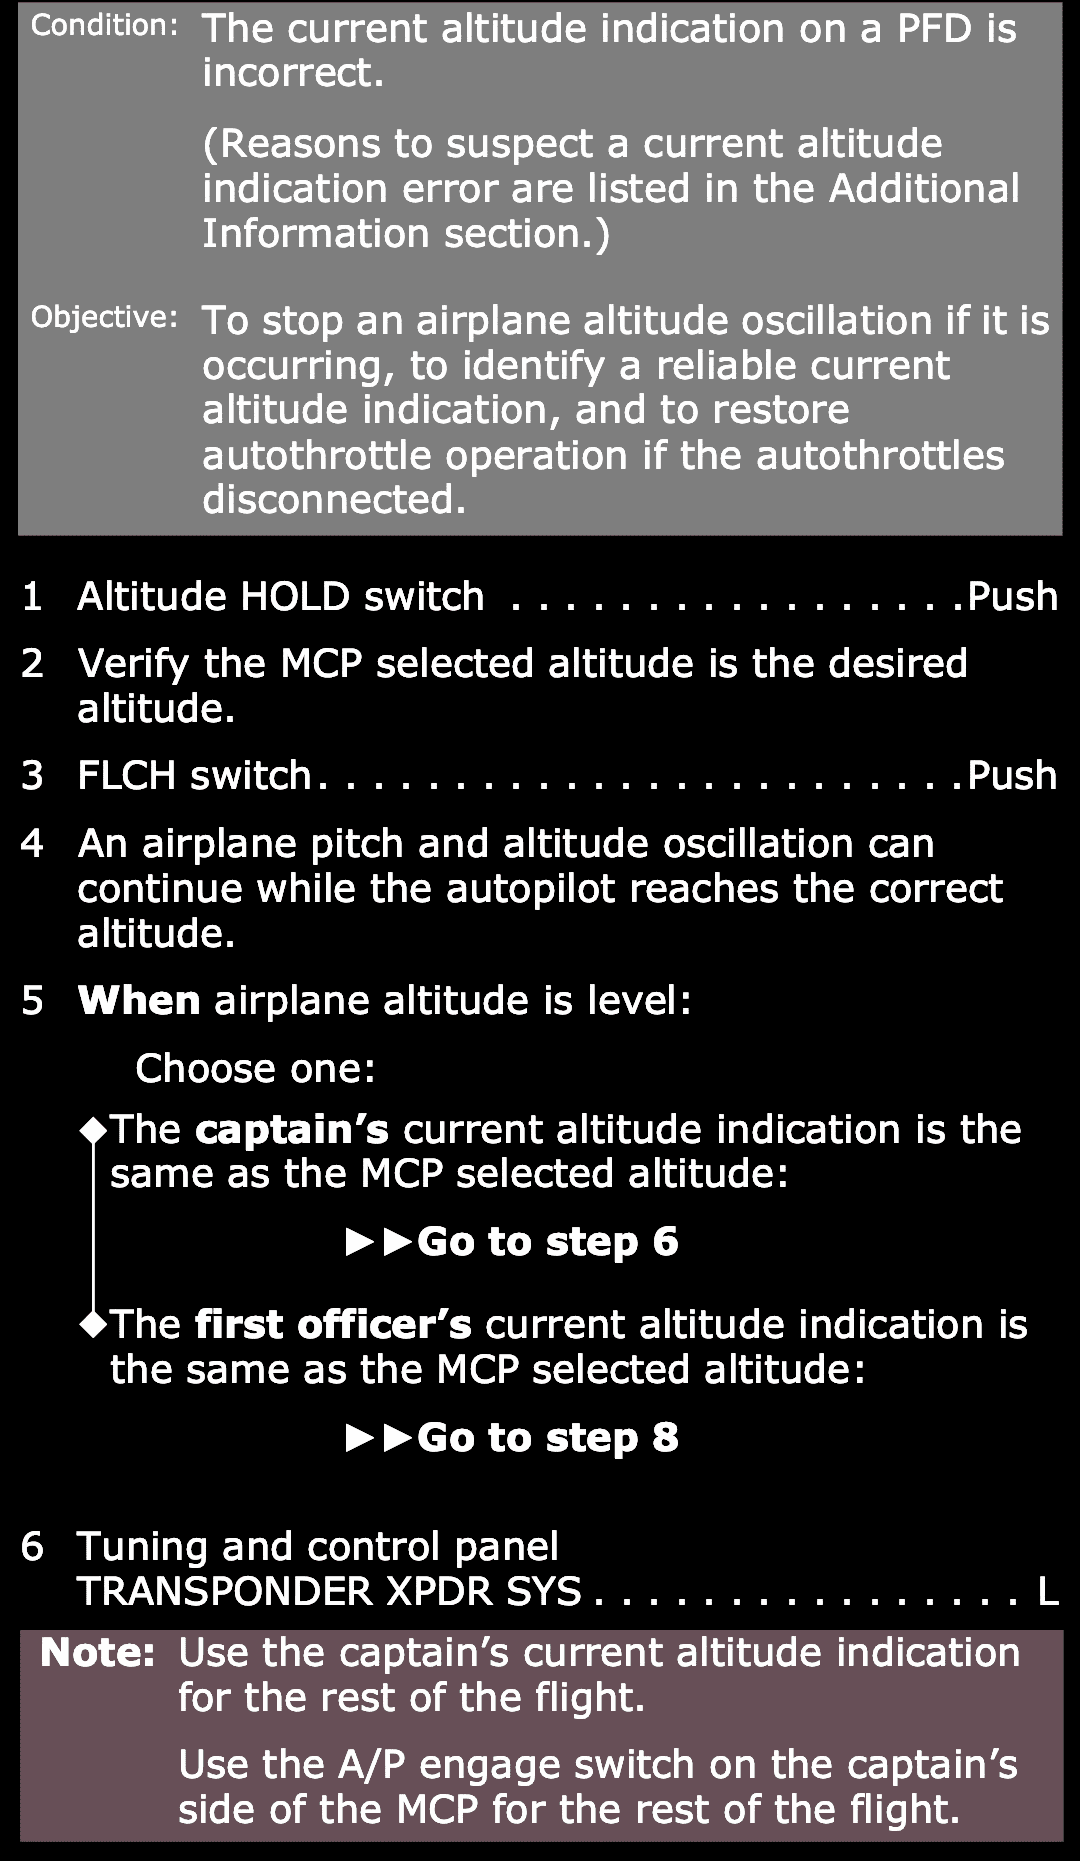 Condition: The current altitude indication on a PFD is
incorrect.
(Reasons to suspect a current altitude
indication error are listed in the Additional
Information section.)
Objective: To stop an airplane altitude oscillation if it is
occurring, to identify a reliable current
altitude indication, and to restore
autothrottle operation if the autothrottles
disconnected.
1 Altitude HOLD switch . . . . . . . . . . . . . . . . .Push
2 Verify the MCP selected altitude is the desired
altitude.
3 FLCH switch. . . . . . . . . . . . . . . . . . . . . . . .Push
4 An airplane pitch and altitude oscillation can
continue while the autopilot reaches the correct
altitude.
5 When airplane altitude is level:
Choose one:
◆The captain’s current altitude indication is the
same as the MCP selected altitude:
►►Go to step 6
◆The first officer’s current altitude indication is
the same as the MCP selected altitude:
►►Go to step 8
6 Tuning and control panel
TRANSPONDER XPDR SYS . . . . . . . . . . . . . . . . L
Note: Use the captain’s current altitude indication
for the rest of the flight.
Use the A/P engage switch on the captain’s
side of the MCP for the rest of the flight.